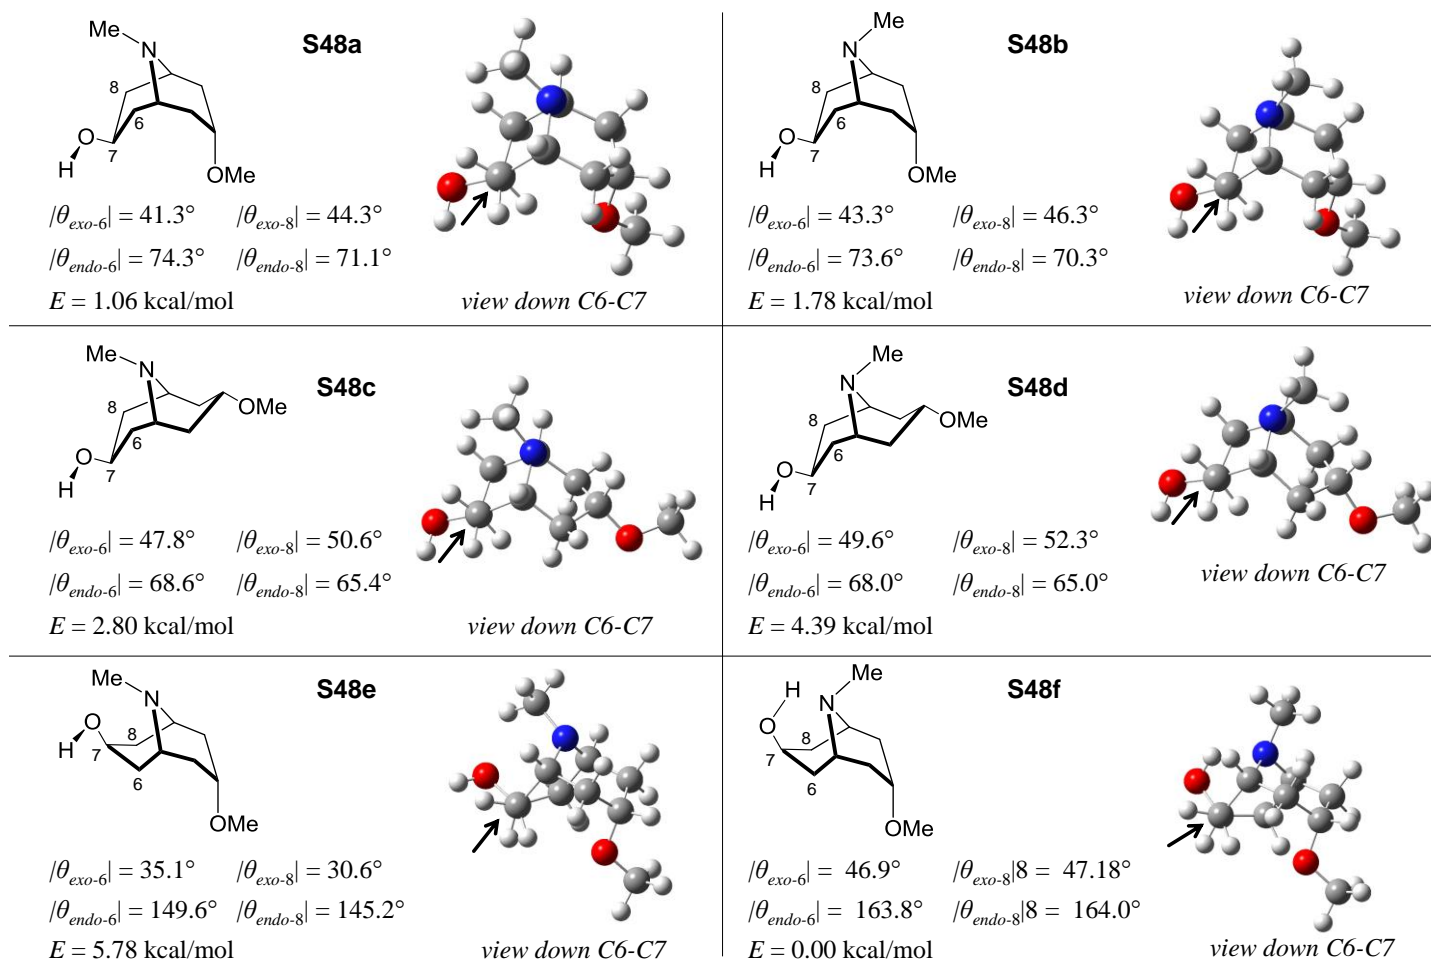 S48a
Me
N
8
6
O
7
H
OMe
|θexo-6| = 41.3° |θexo-8| = 44.3°
|θendo-6| = 74.3° |θendo-8| = 71.1°
E = 1.06 kcal/mol
view down C6-C7
S48b
Me
N
8
6
O
7
H
OMe
|θexo-6| = 43.3° |θexo-8| = 46.3°
|θendo-6| = 73.6° |θendo-8| = 70.3°
E = 1.78 kcal/mol
view down C6-C7
S48c
Me
N
8
OMe
6
O
7
H
|θexo-6| = 47.8° |θexo-8| = 50.6°
|θendo-6| = 68.6° |θendo-8| = 65.4°
E = 2.80 kcal/mol
view down C6-C7
S48d
Me
N
8
OMe
6
O
7
H
|θexo-6| = 49.6° |θexo-8| = 52.3°
|θendo-6| = 68.0° |θendo-8| = 65.0°
E = 4.39 kcal/mol
view down C6-C7
S48e
Me
N
O
H
7
8
6
OMe
|θexo-6| = 35.1° |θexo-8| = 30.6°
|θendo-6| = 149.6° |θendo-8| = 145.2°
E = 5.78 kcal/mol
view down C6-C7
S48f
Me
H
N
O
8
7
6
OMe
|θexo-6| = 46.9° |θexo-8|8 = 47.18°
|θendo-6| = 163.8° |θendo-8|8 = 164.0°
E = 0.00 kcal/mol
view down C6-C7